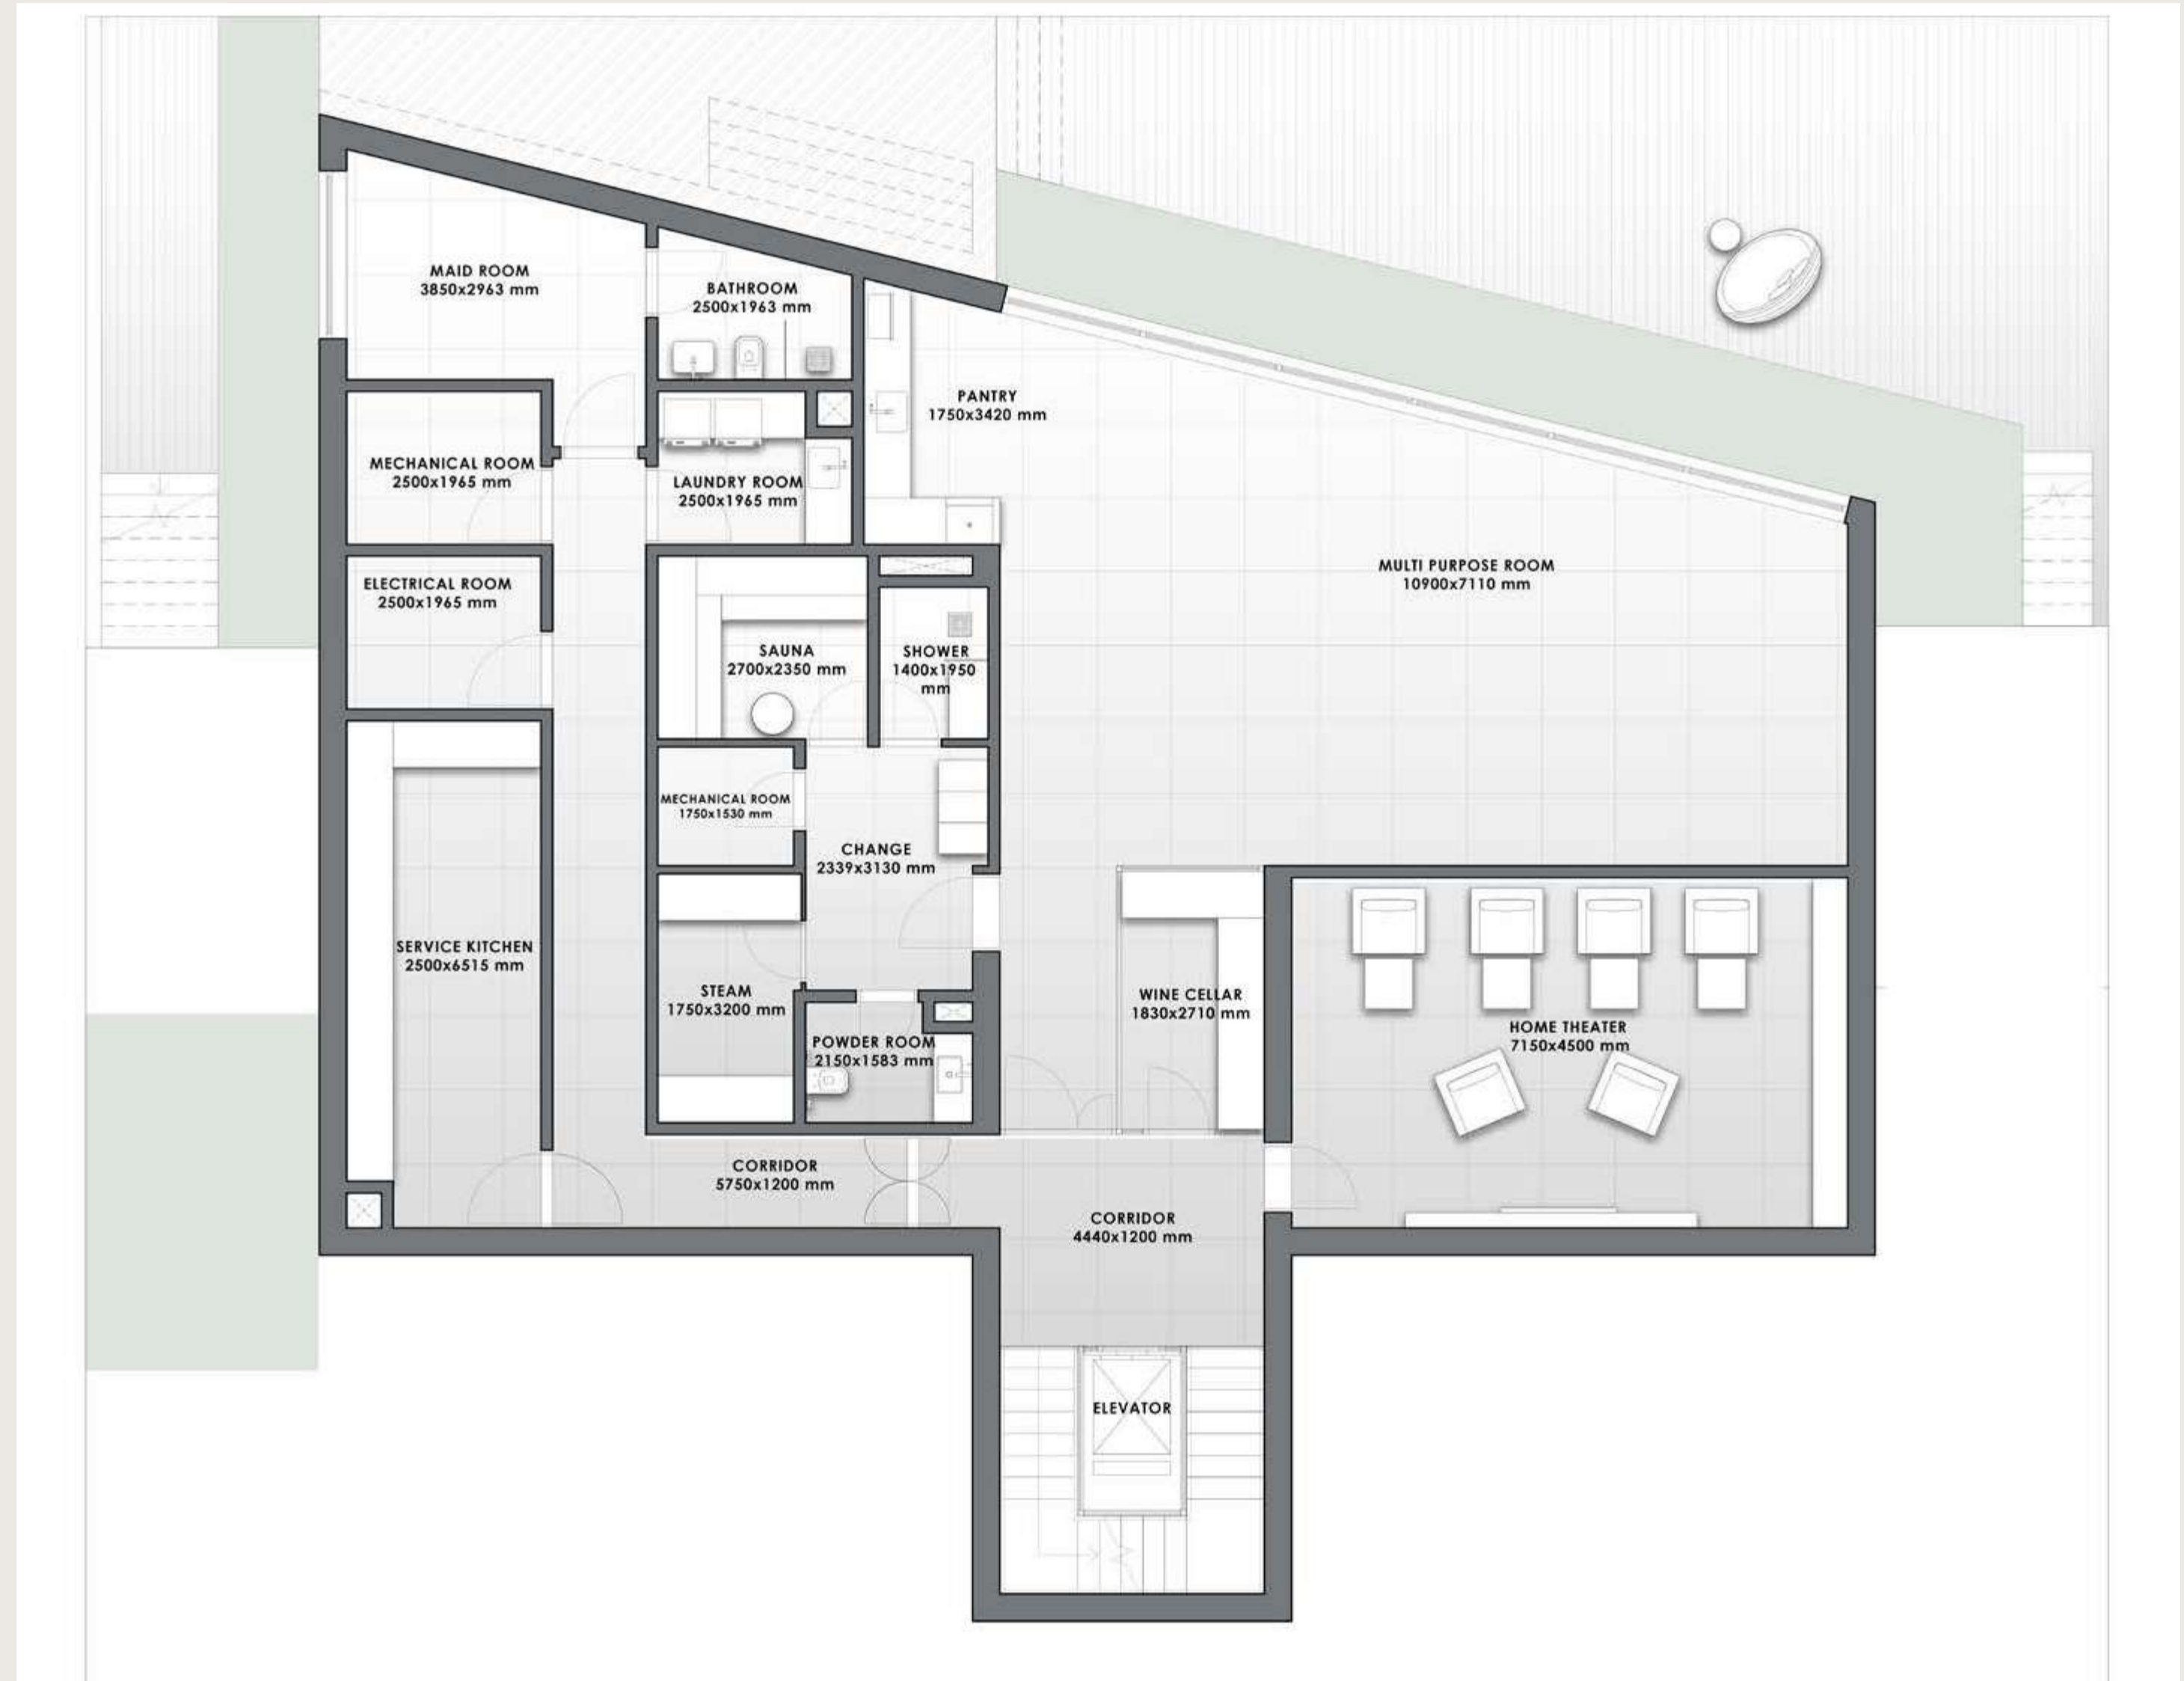 MAID ROOM
3850x2963 mm
BATHROOM
2500x1963 mm
PANTRY
1750x3420 mm
MECHANICAL ROOM
2500x1965 mm
LAUNDRY ROOM
2500x1965 mm
MULTI PURPOSE ROOM
10900x7110 mm
ELECTRICAL ROOM
2500x1965 mm
SAUNA
2700x2350 mm
SHOWER
1400x1950
mm
MECHANICAL ROOM
1750x1530 mm
CHANGE
2339x3130 mm
SERVICE KITCHEN
2500x6515 mm
STEAM
1750x3200 mm
WINE CELLAR
1830x2710 mm
POWDER ROOM
2150x1583 mm
HOME THEATER
7150x4500 mm
CORRIDOR
5750x1200 mm
CORRIDOR
4440x1200 mm
ELEVATOR